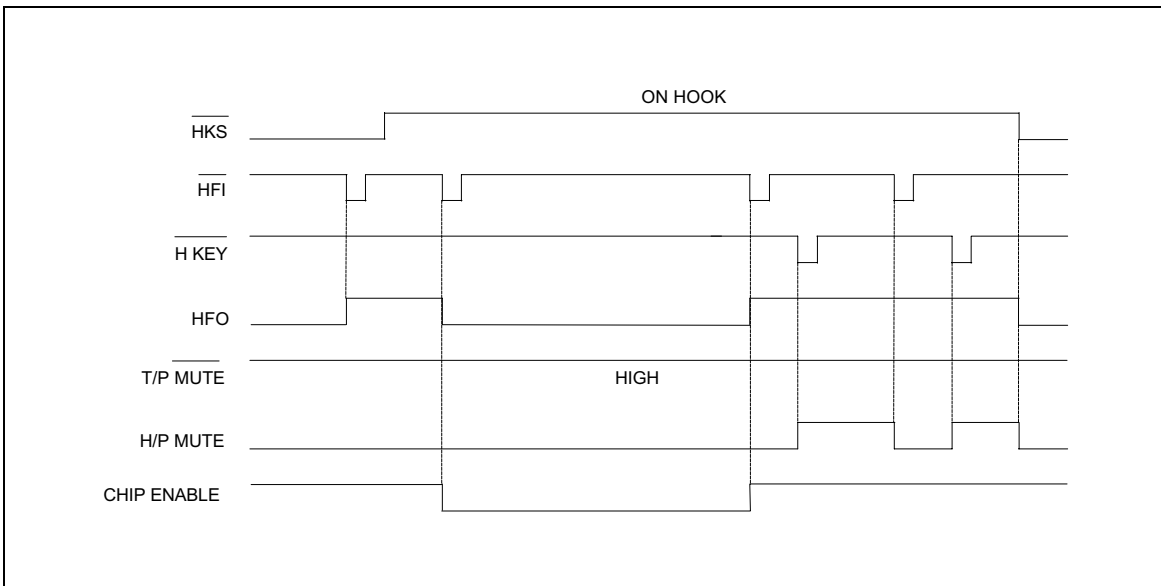 ON HOOK
HKS
HFI
H KEY
HFO
T/P MUTE
HIGH
H/P MUTE
CHIP ENABLE